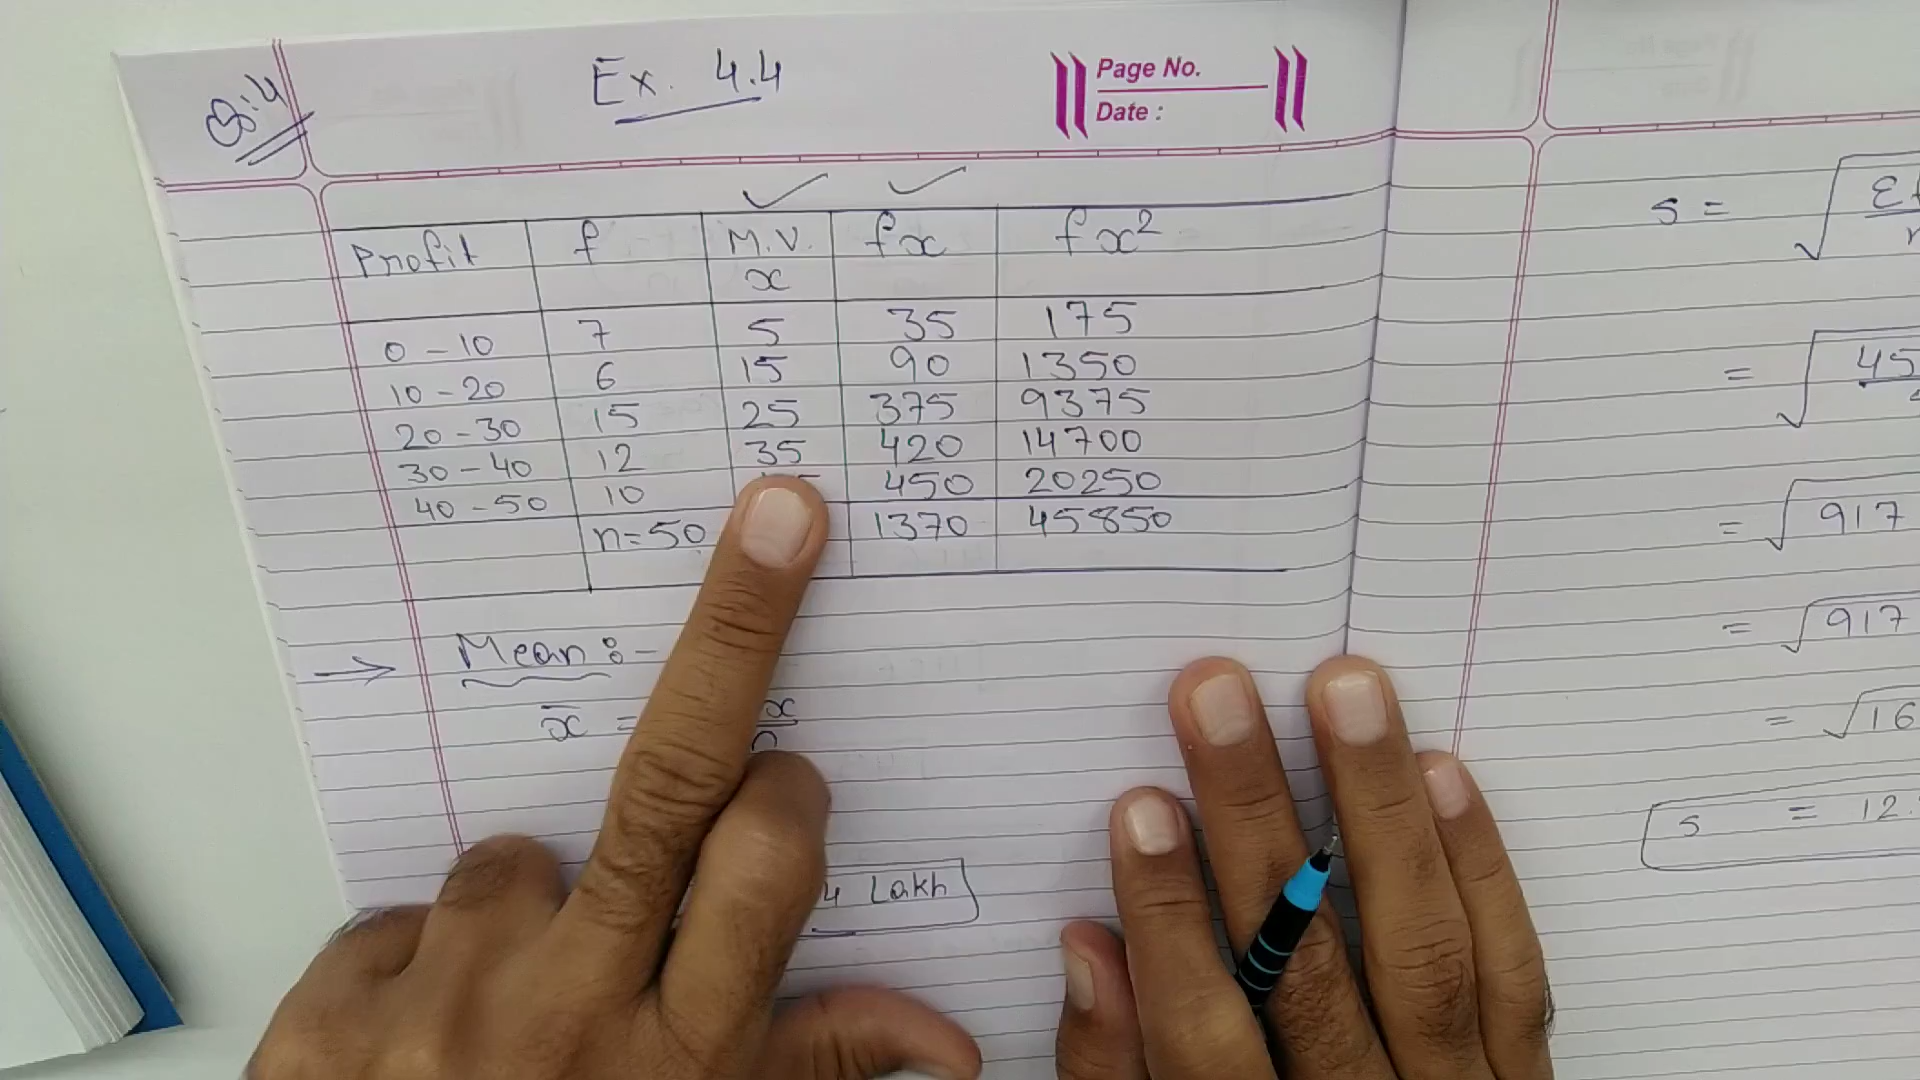 Q:4
Ex. 4.4
Page No.
Date :
Profit f M.V. x fx fx²
0 - 10 7 5 35 175
10 - 20 6 15 90 1350
20 - 30 15 25 375 9375
30 - 40 12 35 420 14700
40 - 50 10 450 20250
n = 50 1370 45850
→ Mean :-
x̄ =
4 Lakh
s = √
= √ 45
= √ 917
= √ 917
= √ 16
s = 12.